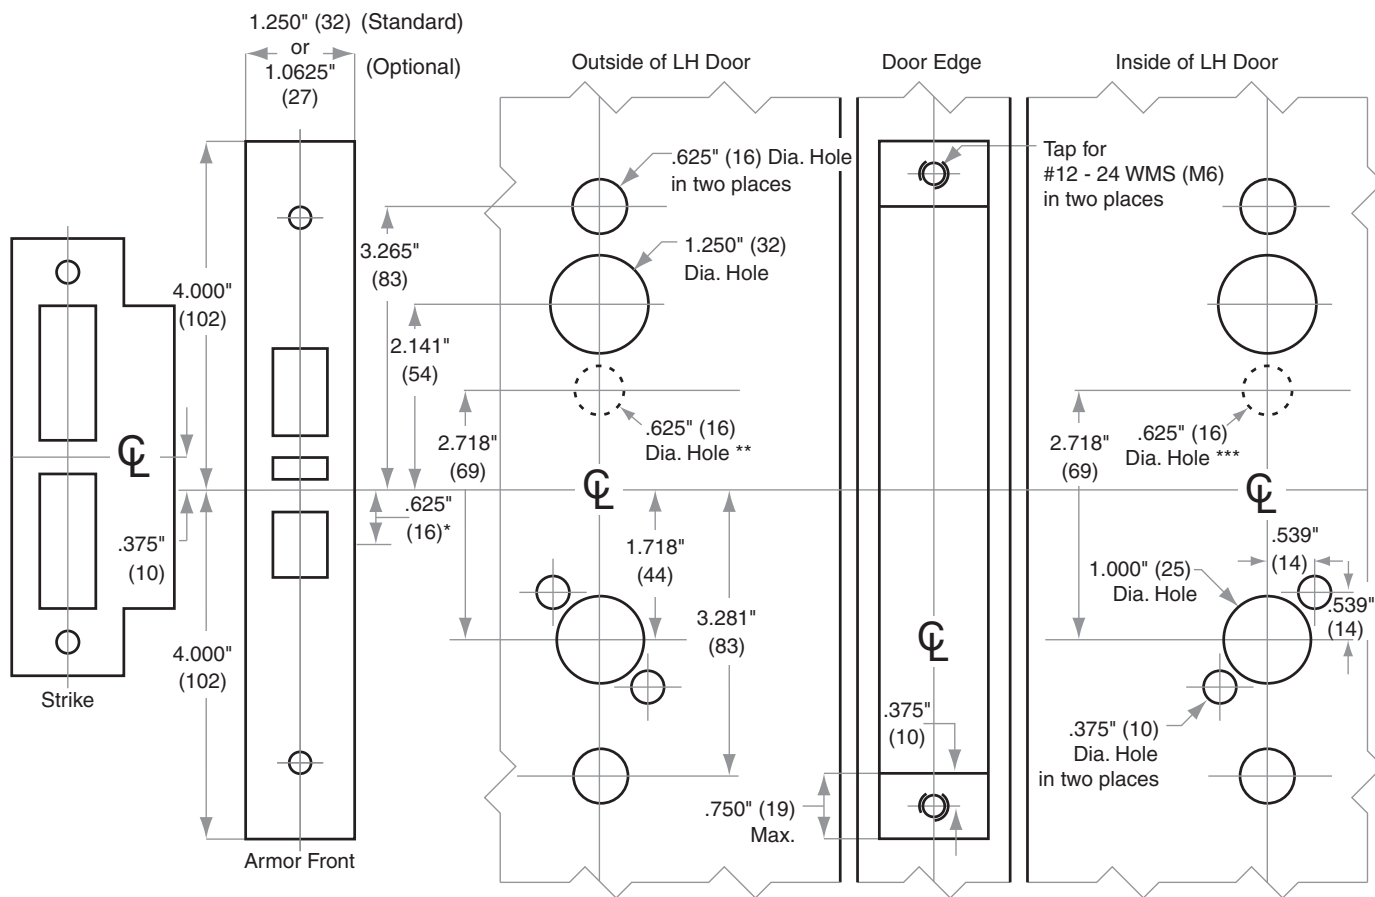 1.250" (32) (Standard)
or
1.0625" (Optional)
(27)
Outside of LH Door
Door Edge
Inside of LH Door
.625" (16) Dia. Hole
in two places
Tap for
#12 - 24 WMS (M6)
in two places
3.265"
(83)
1.250" (32)
Dia. Hole
4.000"
(102)
2.141"
(54)
2.718"
(69)
.625" (16)
Dia. Hole **
2.718"
(69)
.625" (16)
Dia. Hole ***
CL
CL
CL
.375"
(10)
.625"
(16)*
1.718"
(44)
3.281"
(83)
1.000" (25)
Dia. Hole
.539"
(14)
.539"
(14)
4.000"
(102)
CL
Strike
.375"
(10)
.375" (10)
Dia. Hole
in two places
.750" (19)
Max.
Armor Front